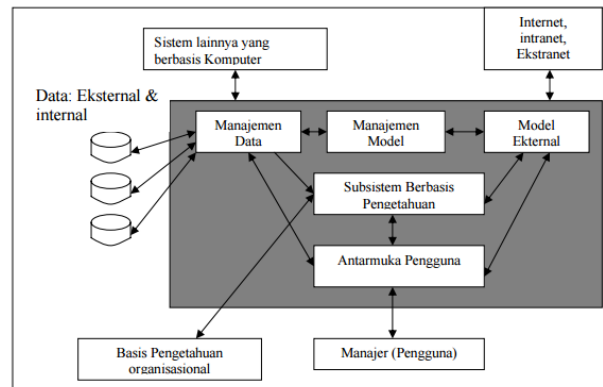 Internet,
intranet,
Ekstranet
Sistem lainnya yang
berbasis Komputer
Data: Eksternal &
internal
Manajemen
Data
Manajemen
Model
Model
Ekternal
Subsistem Berbasis
Pengetahuan
Antarmuka Pengguna
Basis Pengetahuan
organisasional
Manajer (Pengguna)